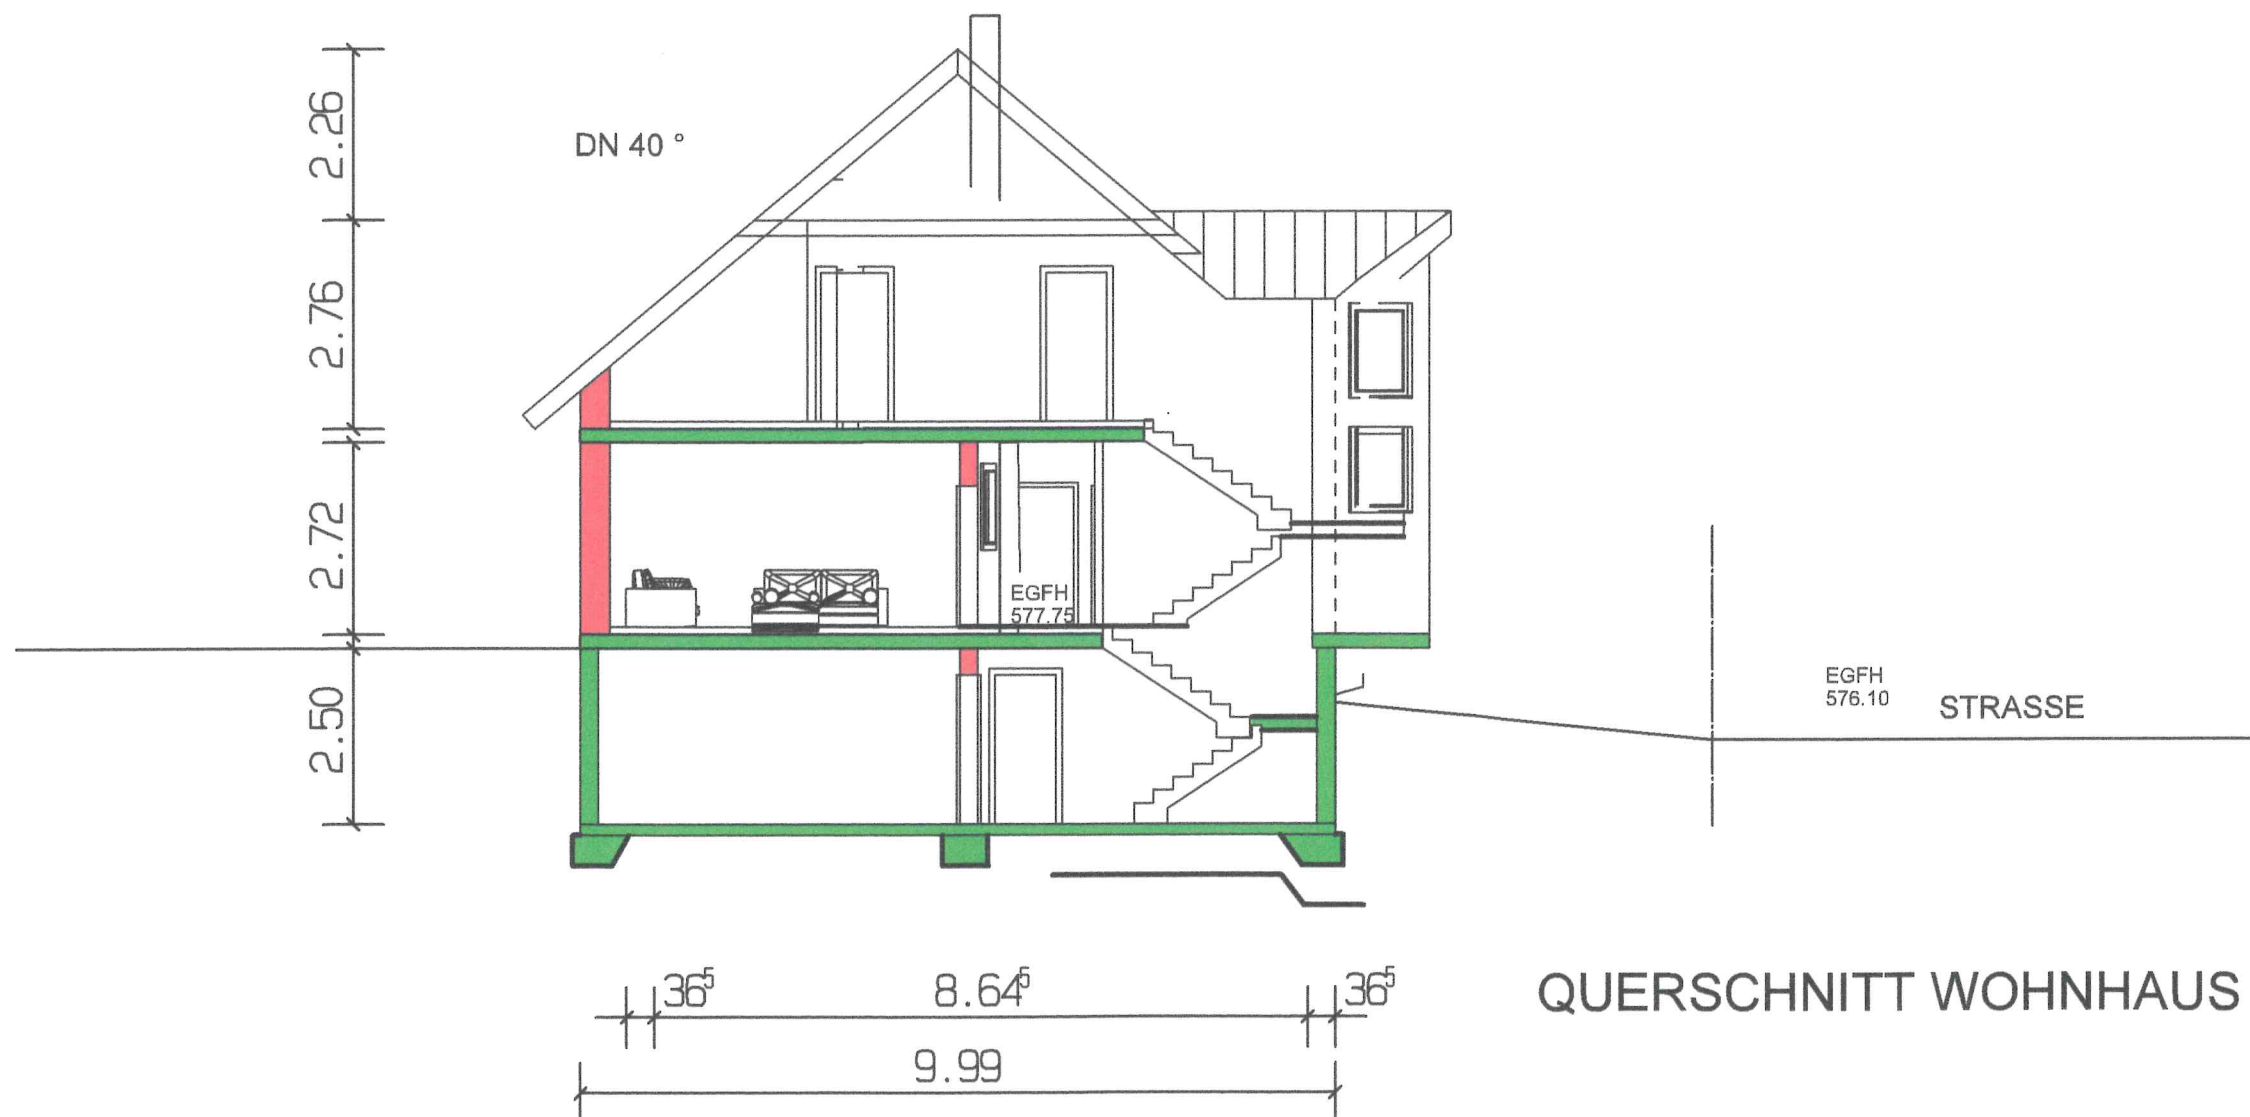 2.26
DN 40 °
2.76
2.72
EGFH
577.75
2.50
EGFH
576.10
STRASSE
36⁵
8.64⁵
36⁵
QUERSCHNITT WOHNHAUS
9.99